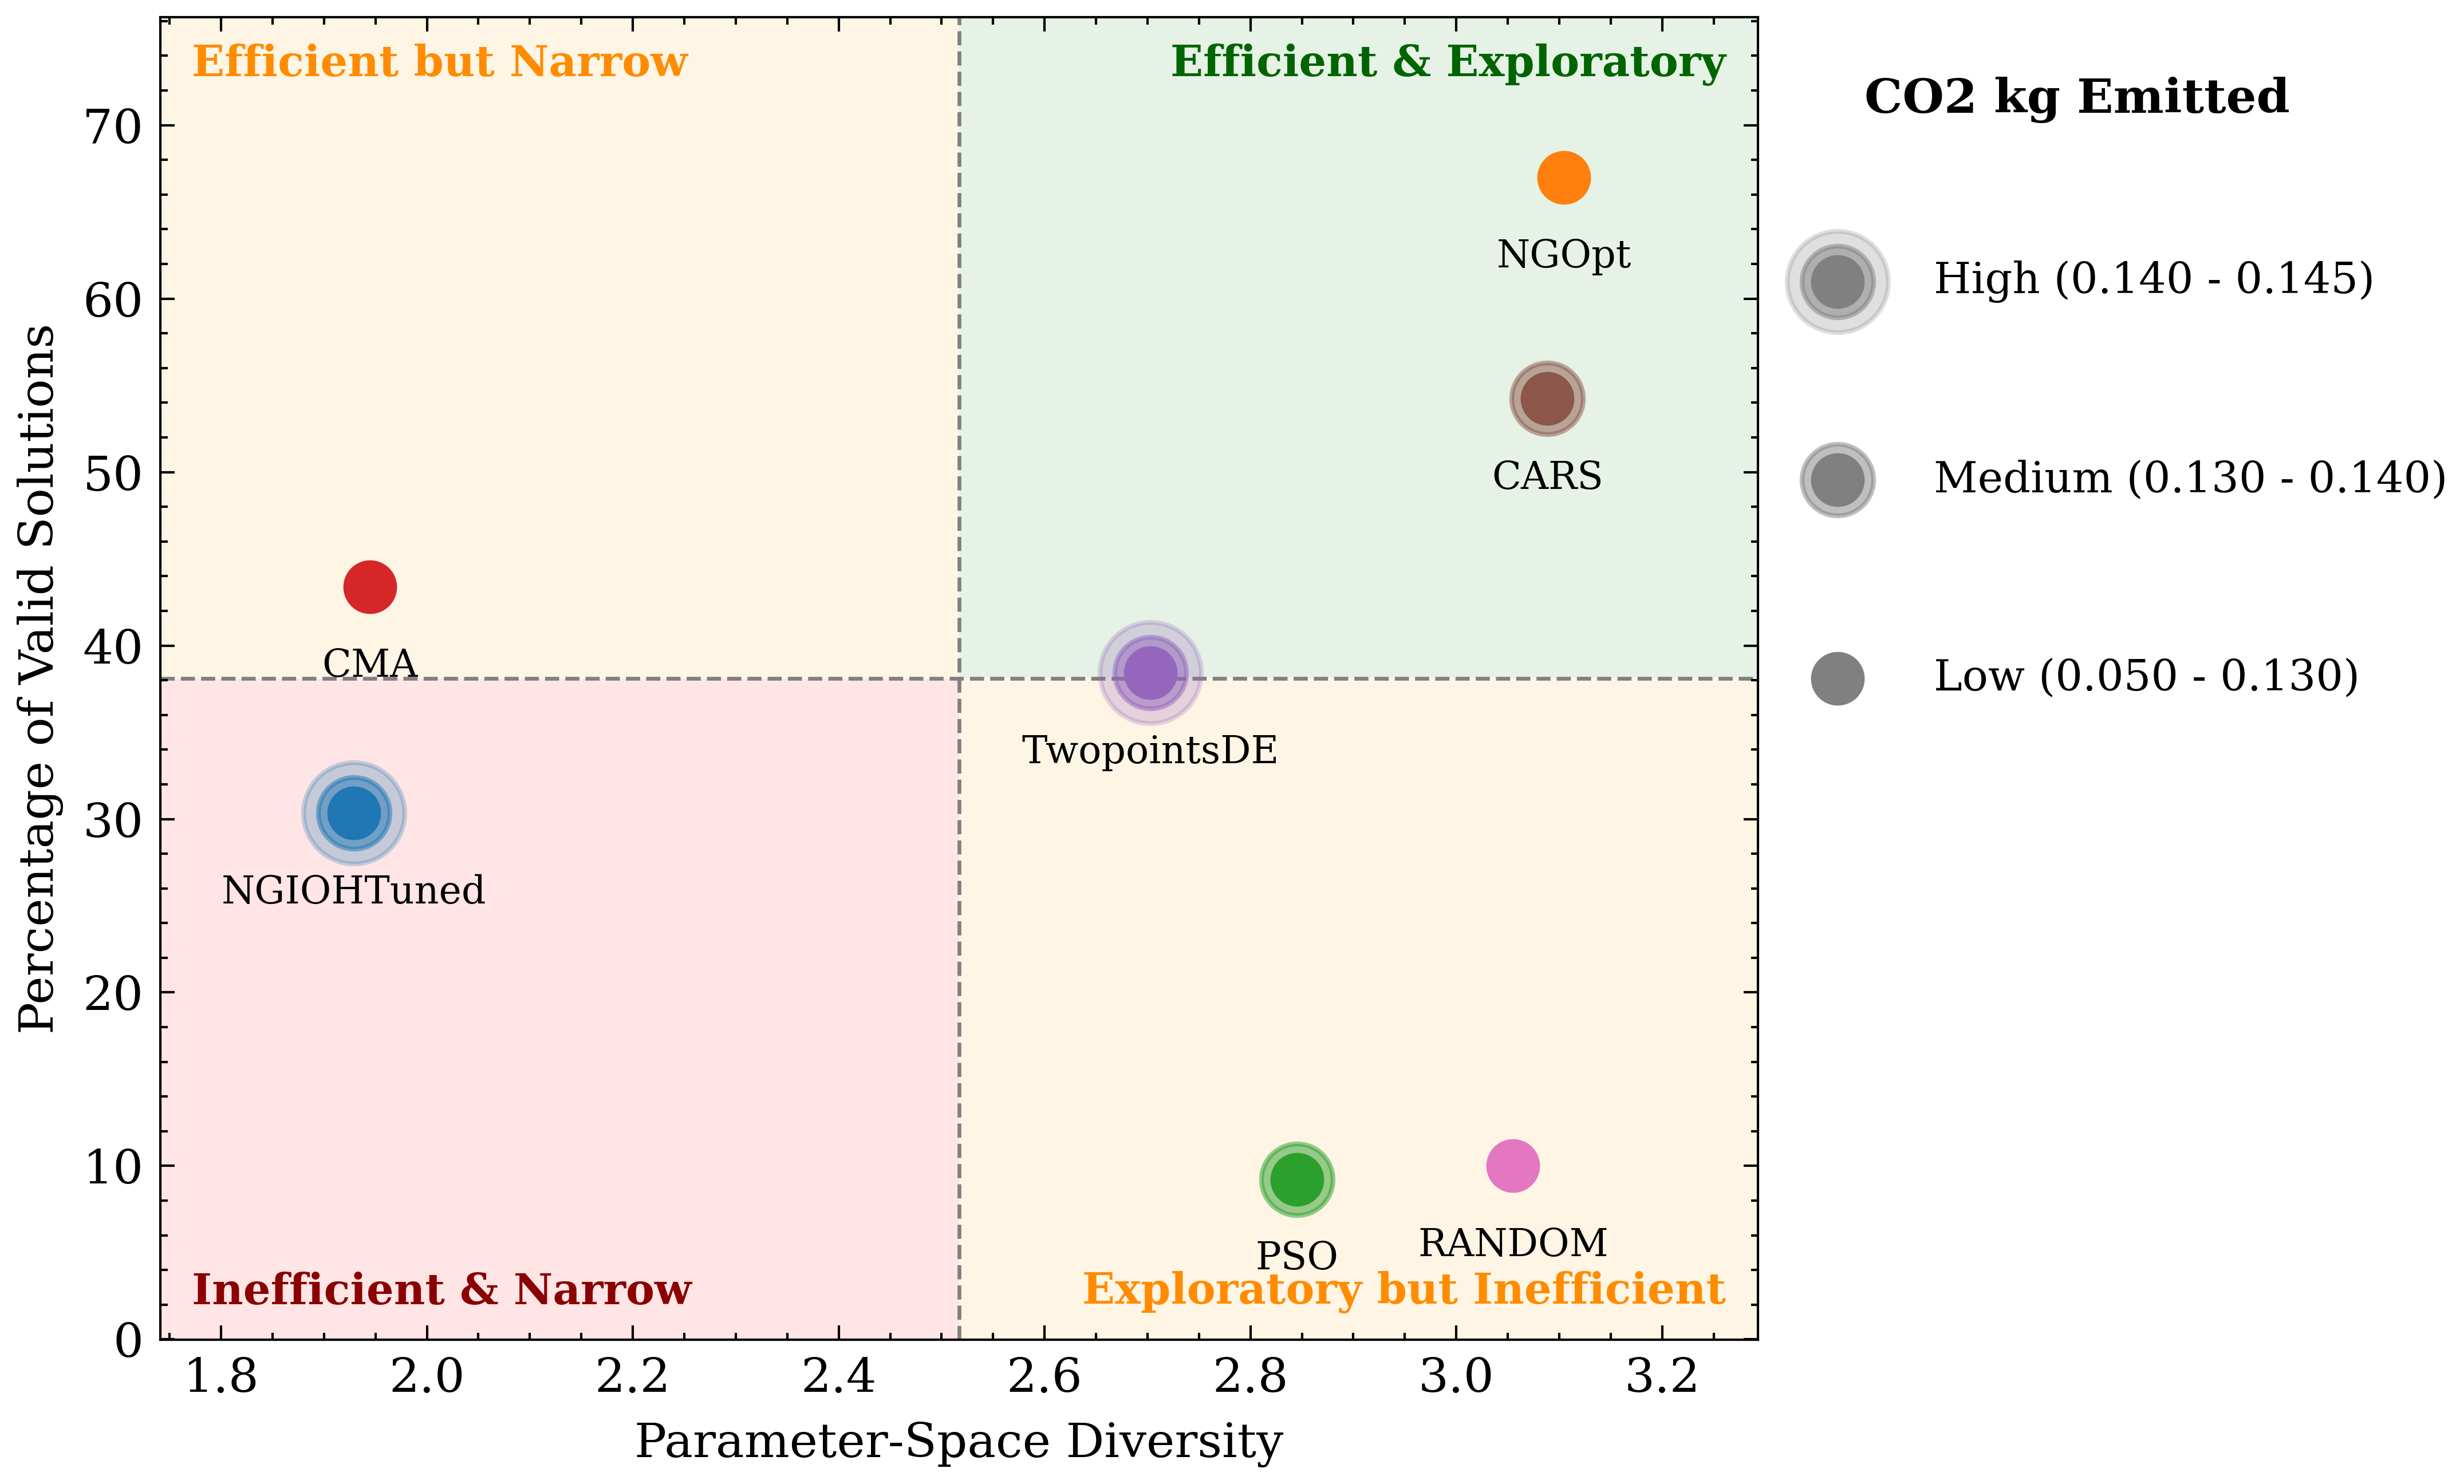 Efficient but Narrow
Efficient & Exploratory
CO2 kg Emitted
High (0.140 - 0.145)
Medium (0.130 - 0.140)
Low (0.050 - 0.130)
NGOpt
CARS
CMA
TwopointsDE
NGIOHTuned
PSO
RANDOM
Inefficient & Narrow
Exploratory but Inefficient
Percentage of Valid Solutions
70
60
50
40
30
20
10
0
1.8
2.0
2.2
2.4
2.6
2.8
3.0
3.2
Parameter-Space Diversity